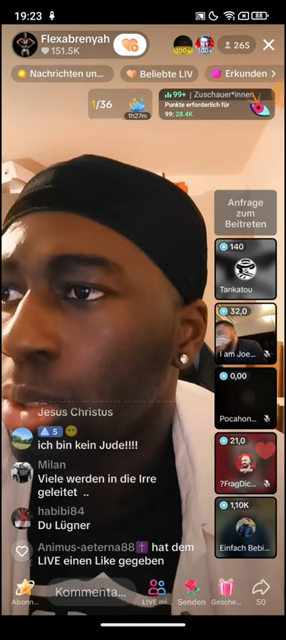 19:23
88
Flexabrenyah
151.5K
100+
100+
265
Nachrichten un...
Beliebte LIV
Erkunden
1/36
1h27m
99+ | Zuschauer*innen
Punkte erforderlich für
99: 28.4K
Anfrage
zum
Beitreten
140
Tankatou
32,0
I am Joe...
0,00
Pocahon...
21,0
?FragDic...
1,10K
Einfach Bebi...
Jesus Christus
5
ich bin kein Jude!!!!
Milan
Viele werden in die Irre
geleitet ..
habibi84
Du Lügner
Animus-aeterna88 hat dem
LIVE einen Like gegeben
Kommenta...
Abonn...
LIVE mi...
Senden
Gesche...
50